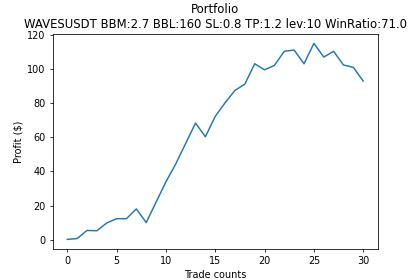 Portfolio
WAVESUSDT BBM:2.7 BBL:160 SL:0.8 TP:1.2 lev:10 WinRatio:71.0
120
100
80
60
40
20
0
Profit ($)
0 5 10 15 20 25 30
Trade counts